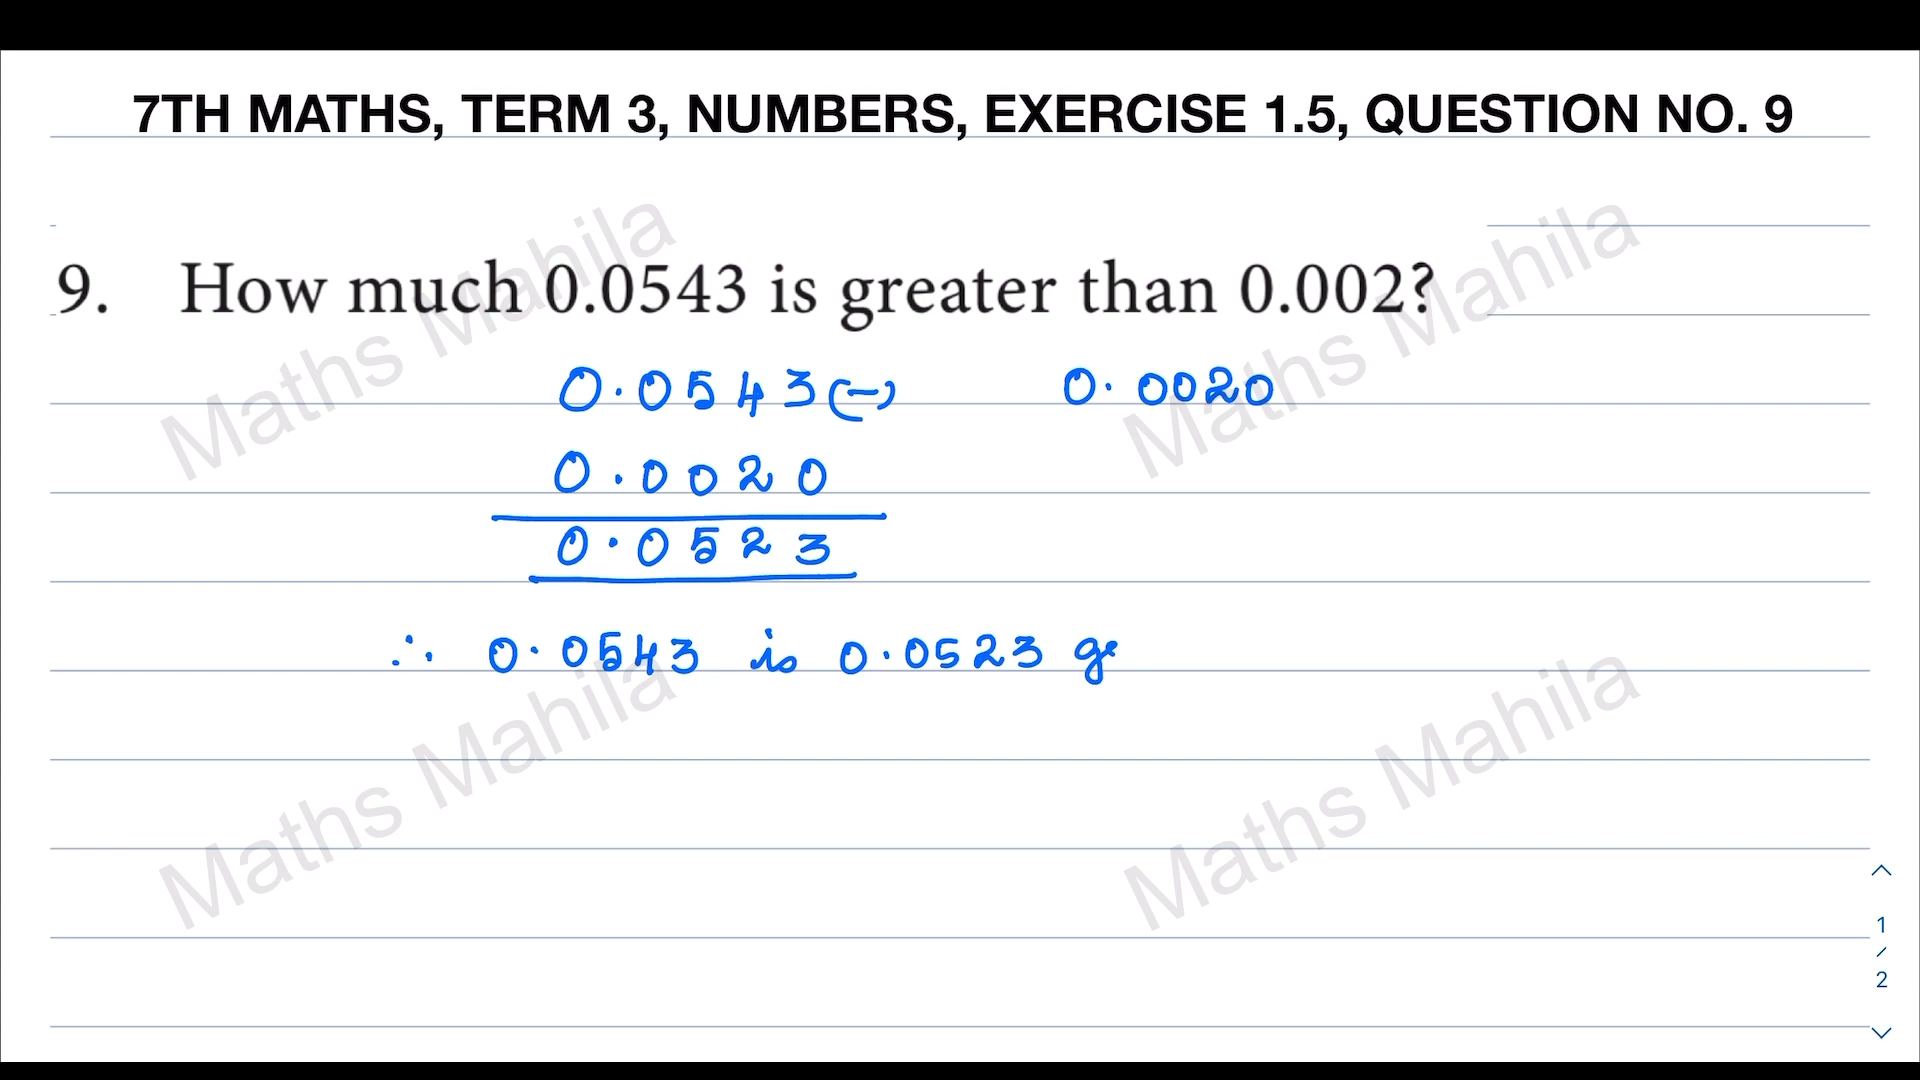 7TH MATHS, TERM 3, NUMBERS, EXERCISE 1.5, QUESTION NO. 9
9. How much 0.0543 is greater than 0.002?
0.0543(-) 0.0020
0.0020
0.0523
∴ 0.0543 is 0.0523 ge
Maths Mahila
Maths Mahila
Maths Mahila
Maths Mahila
1
/
2